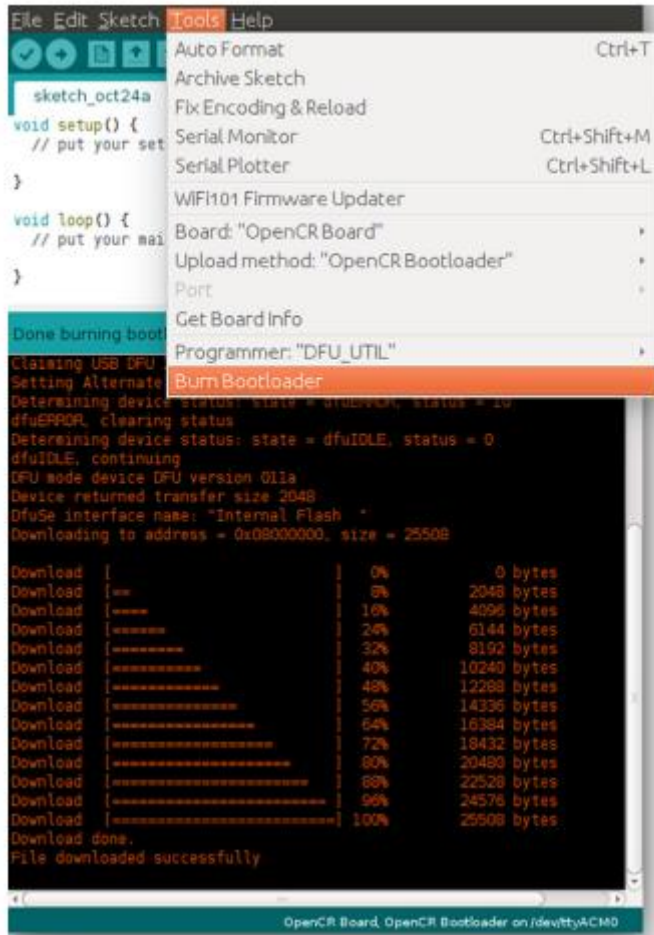 File Edit Sketch Tools Help
Auto Format Ctrl+T
Archive Sketch
Fix Encoding & Reload
Serial Monitor Ctrl+Shift+M
Serial Plotter Ctrl+Shift+L
WiFi101 Firmware Updater
Board: "OpenCR Board"
Upload method: "OpenCR Bootloader"
Port
Get Board Info
Programmer: "DFU_UTIL"
Burn Bootloader
sketch_oct24a
void setup() {
// put your set
}
void loop() {
// put your mai
}
Done burning bootl
Claiming USB DFU
Setting Alternate
Determining device status: state = dfuERROR, status = 10
dfuERROR, clearing status
Determining device status: state = dfuIDLE, status = 0
dfuIDLE, continuing
DFU mode device DFU version 011a
Device returned transfer size 2048
DfuSe interface name: "Internal Flash "
Downloading to address = 0x08000000, size = 25508
Download [ ] 0% 0 bytes
Download [== ] 8% 2048 bytes
Download [==== ] 16% 4096 bytes
Download [====== ] 24% 6144 bytes
Download [======== ] 32% 8192 bytes
Download [========== ] 40% 10240 bytes
Download [============ ] 48% 12288 bytes
Download [============== ] 56% 14336 bytes
Download [================ ] 64% 16384 bytes
Download [================== ] 72% 18432 bytes
Download [==================== ] 80% 20480 bytes
Download [====================== ] 88% 22528 bytes
Download [======================== ] 96% 24576 bytes
Download [=========================] 100% 25508 bytes
Download done.
File downloaded successfully
OpenCR Board, OpenCR Bootloader on /dev/ttyACM0